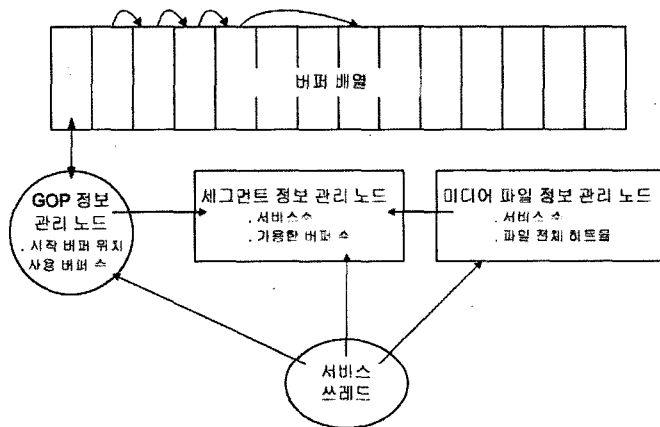 버퍼 배열
GOP 정보
관리 노드
. 시작 버퍼 위치
사용 버퍼 수
세그먼트 정보 관리 노드
. 서비스수
. 가용한 버퍼 수
미디어 파일 정보 관리 노드
. 서비스 수
. 파일 전체 히트율
서비스
쓰레드